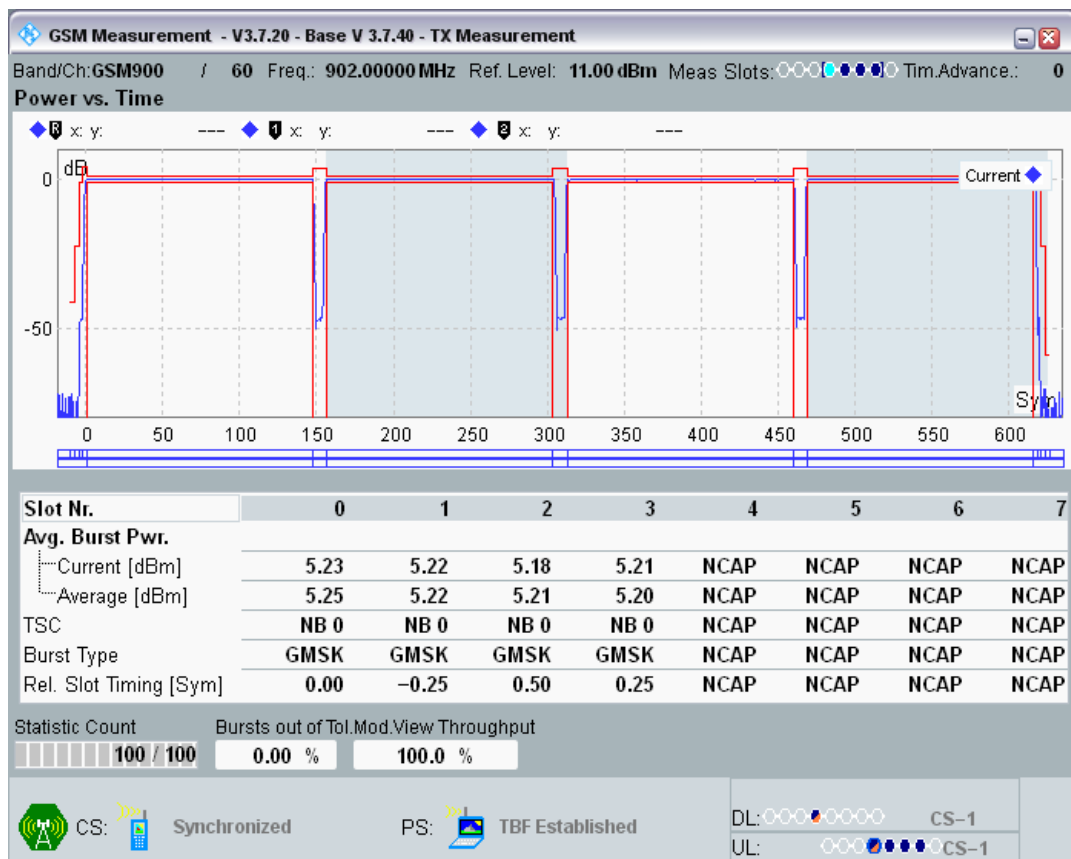 GSM Measurement - V3.7.20 - Base V 3.7.40 - TX Measurement
Band/Ch:GSM900 / 60 Freq.: 902.00000 MHz Ref. Level: 11.00 dBm Meas Slots: Tim.Advance.: 0
Power vs. Time
R x: y: --- 1 x: y: --- 2 x: y: ---
dB
Current
0
-50
Sym
0 50 100 150 200 250 300 350 400 450 500 550 600
Slot Nr. 0 1 2 3 4 5 6 7
Avg. Burst Pwr.
Current [dBm] 5.23 5.22 5.18 5.21 NCAP NCAP NCAP NCAP
Average [dBm] 5.25 5.22 5.21 5.20 NCAP NCAP NCAP NCAP
TSC NB 0 NB 0 NB 0 NB 0 NCAP NCAP NCAP NCAP
Burst Type GMSK GMSK GMSK GMSK NCAP NCAP NCAP NCAP
Rel. Slot Timing [Sym] 0.00 −0.25 0.50 0.25 NCAP NCAP NCAP NCAP
Statistic Count Bursts out of Tol.Mod.View Throughput
100 / 100 0.00 % 100.0 %
CS: Synchronized PS: TBF Established DL: CS−1
UL: CS−1